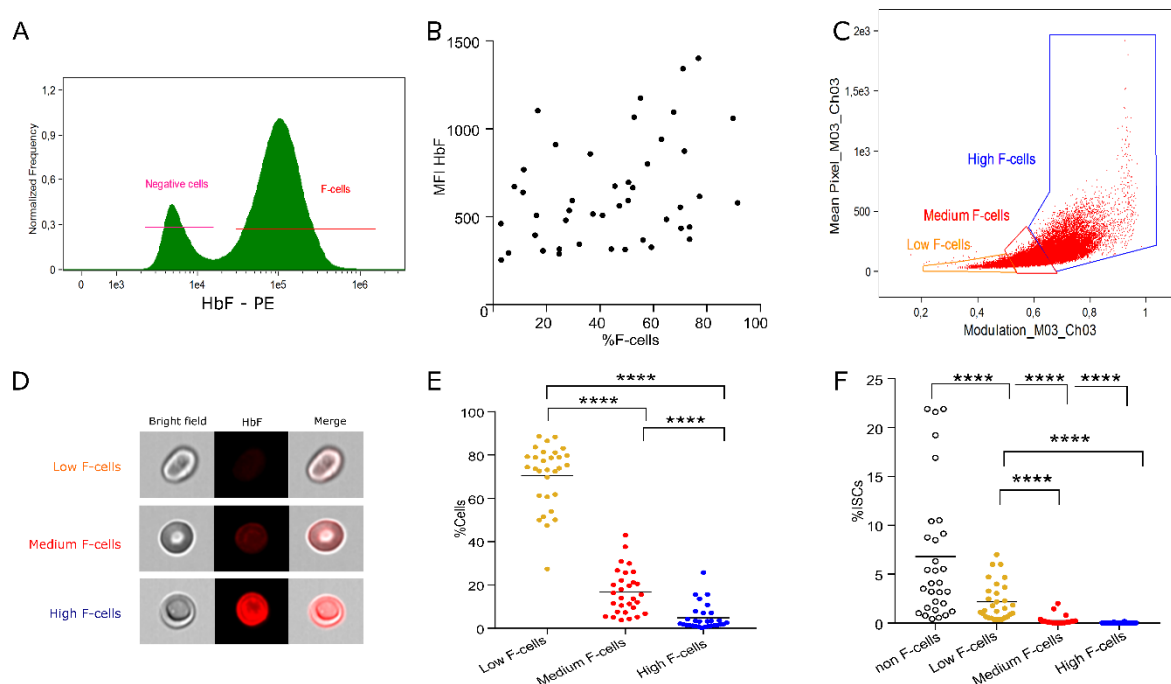 A
1,2
0,9
0,6
0,3
0
Normalized Frequency
Negative cells
F-cells
0
1e3
1e4
1e5
1e6
HbF - PE
B
1500
1000
500
0
MFI HbF
20
40
60
80
100
%F-cells
C
2e3
1,5e3
1e3
500
0
Mean Pixel_M03_Ch03
High F-cells
Medium F-cells
Low F-cells
0,2
0,4
0,6
0,8
1
Modulation_M03_Ch03
D
Bright field
HbF
Merge
Low F-cells
Medium F-cells
High F-cells
E
****
****
****
100
80
60
40
20
0
%Cells
Low F-cells
Medium F-cells
High F-cells
F
****
****
****
****
****
25
20
15
10
5
0
%ISCs
non F-cells
Low F-cells
Medium F-cells
High F-cells